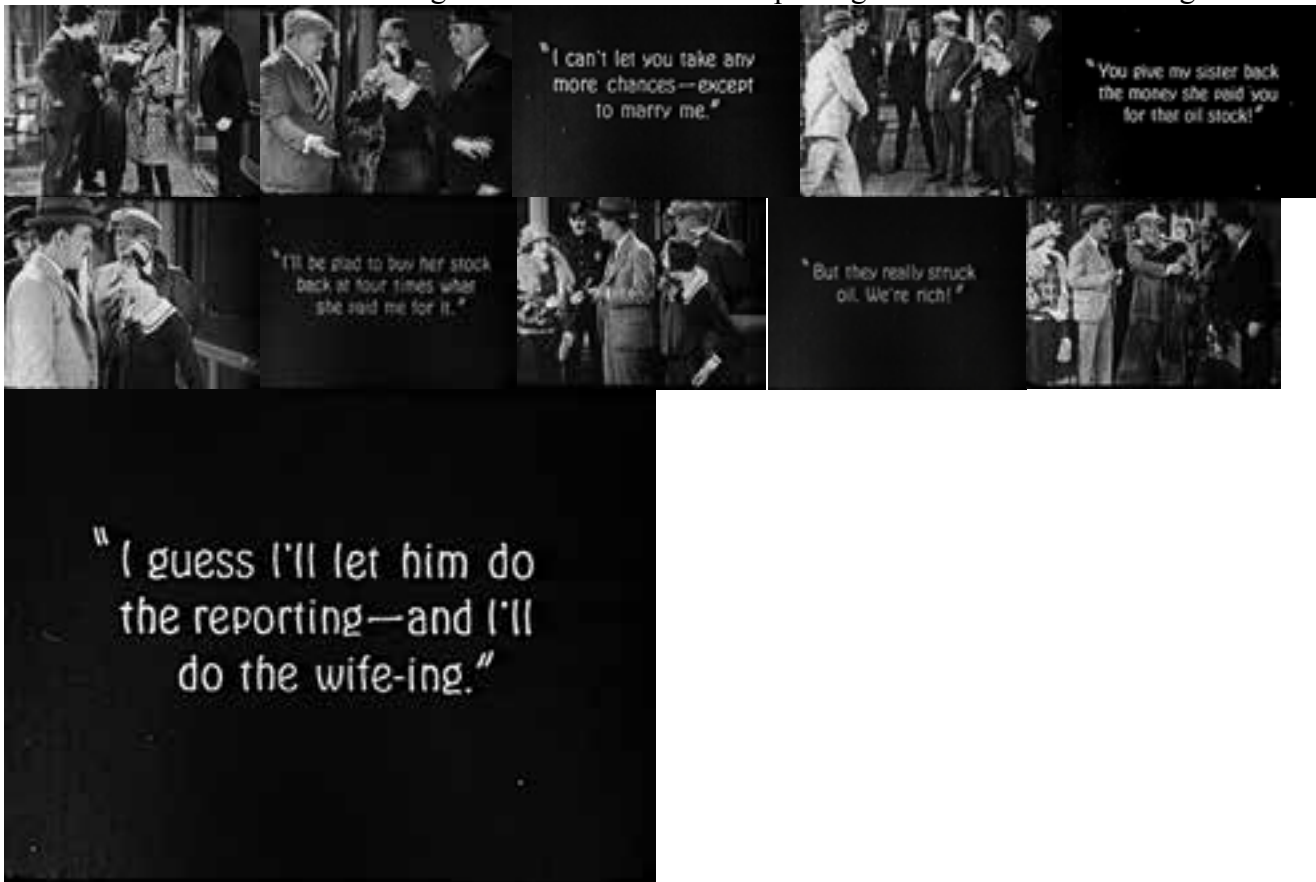 "I can't let you take any
more chances—except
to marry me."
"You give my sister back
the money she paid you
for that oil stock!"
"I'll be glad to buy her stock
back at four times what
she paid me for it."
"But they really struck
oil. We're rich!"
"I guess I'll let him do
the reporting—and I'll
do the wife-ing."